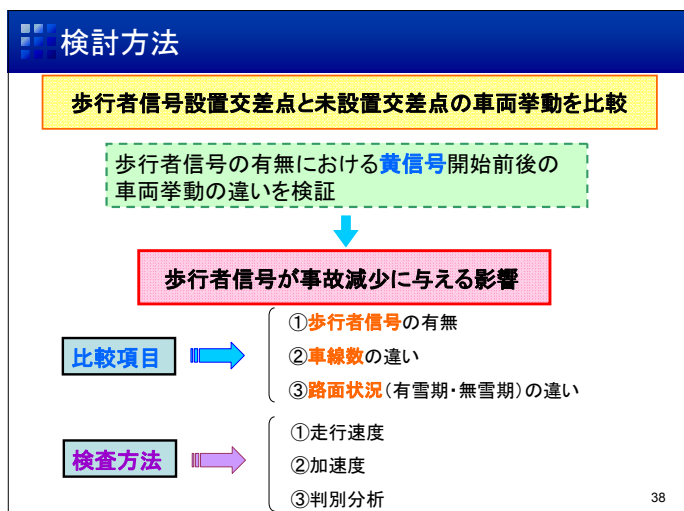 検討方法
歩行者信号設置交差点と未設置交差点の車両挙動を比較
歩行者信号の有無における黄信号開始前後の
車両挙動の違いを検証
歩行者信号が事故減少に与える影響
比較項目
①歩行者信号の有無
②車線数の違い
③路面状況(有雪期・無雪期)の違い
検査方法
①走行速度
②加速度
③判別分析
38